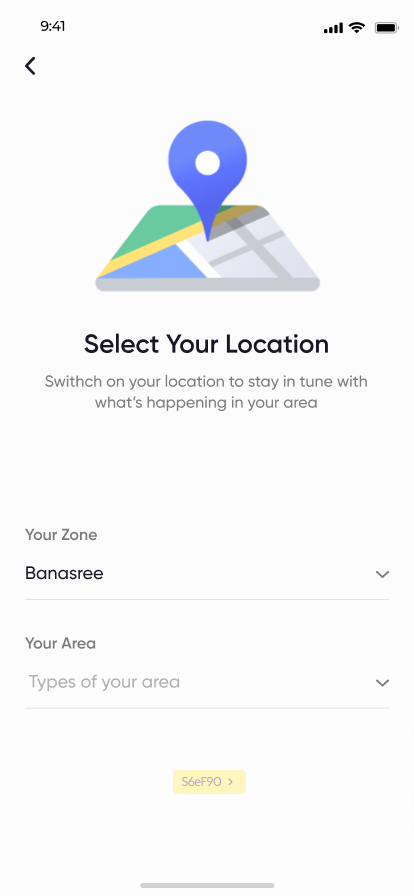 9:41
Select Your Location
Swithch on your location to stay in tune with
what's happening in your area
Your Zone
Banasree
Your Area
Types of your area
S6eF90 >